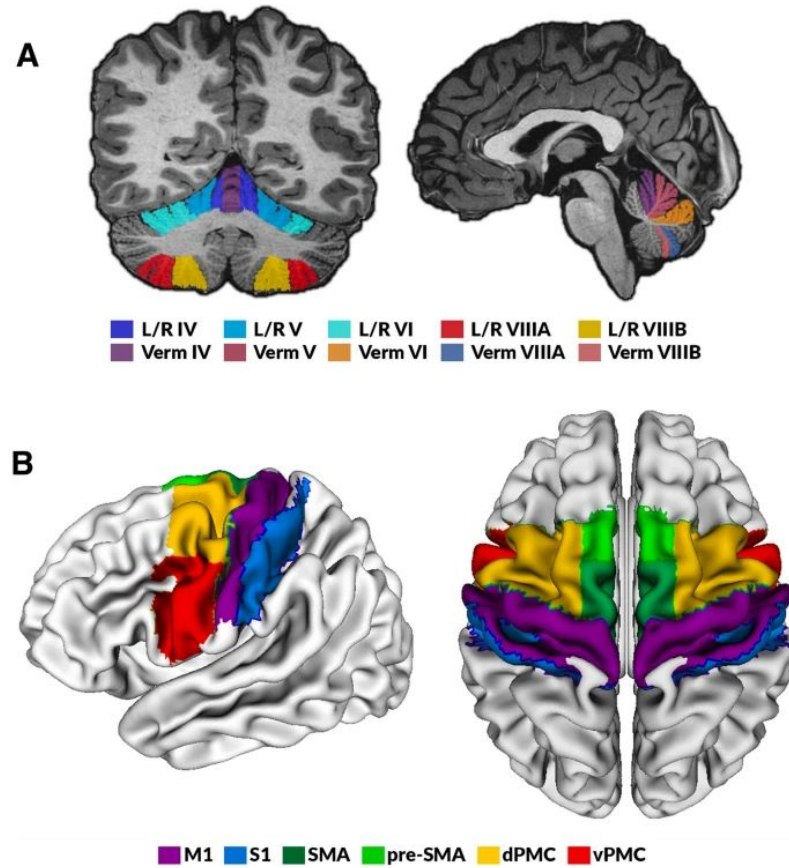 A
L/R IV L/R V L/R VI L/R VIIIA L/R VIIIB
Verm IV Verm V Verm VI Verm VIIIA Verm VIIIB
B
M1 S1 SMA pre-SMA dPMC vPMC